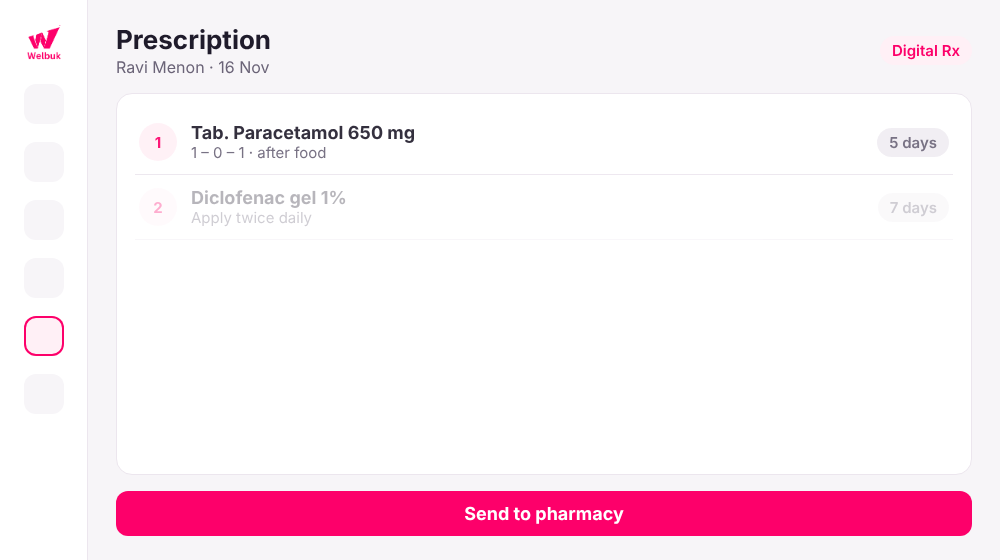 Welbuk
Prescription
Ravi Menon · 16 Nov
Digital Rx
1
Tab. Paracetamol 650 mg
1 – 0 – 1 · after food
5 days
2
Diclofenac gel 1%
Apply twice daily
7 days
Send to pharmacy